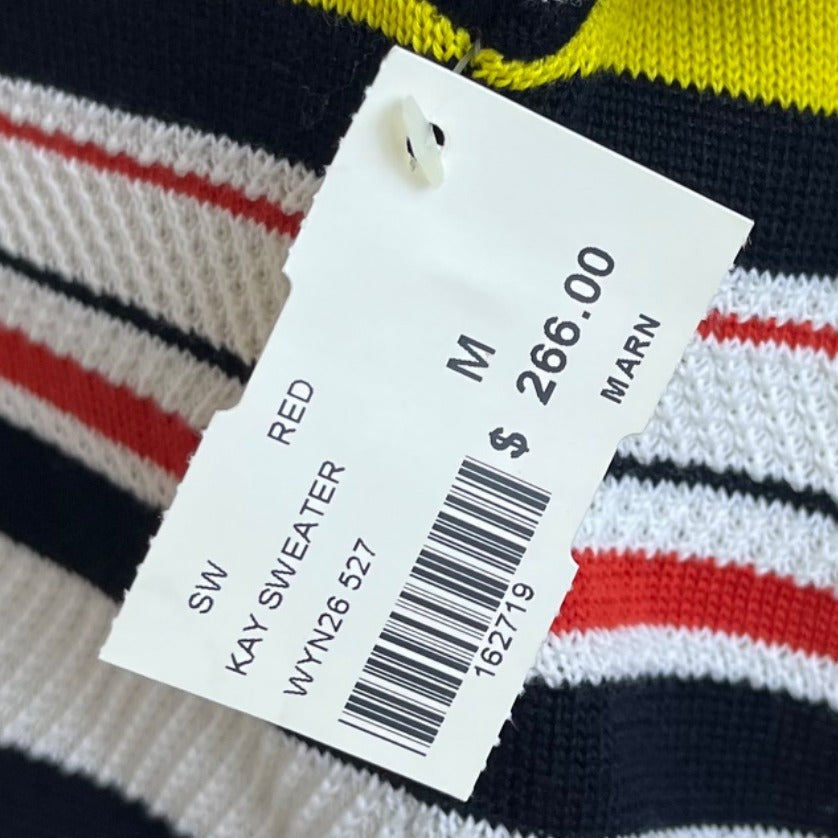 SW RED
KAY SWEATER M
WYN26 527 $ 266.00
162719 MARN